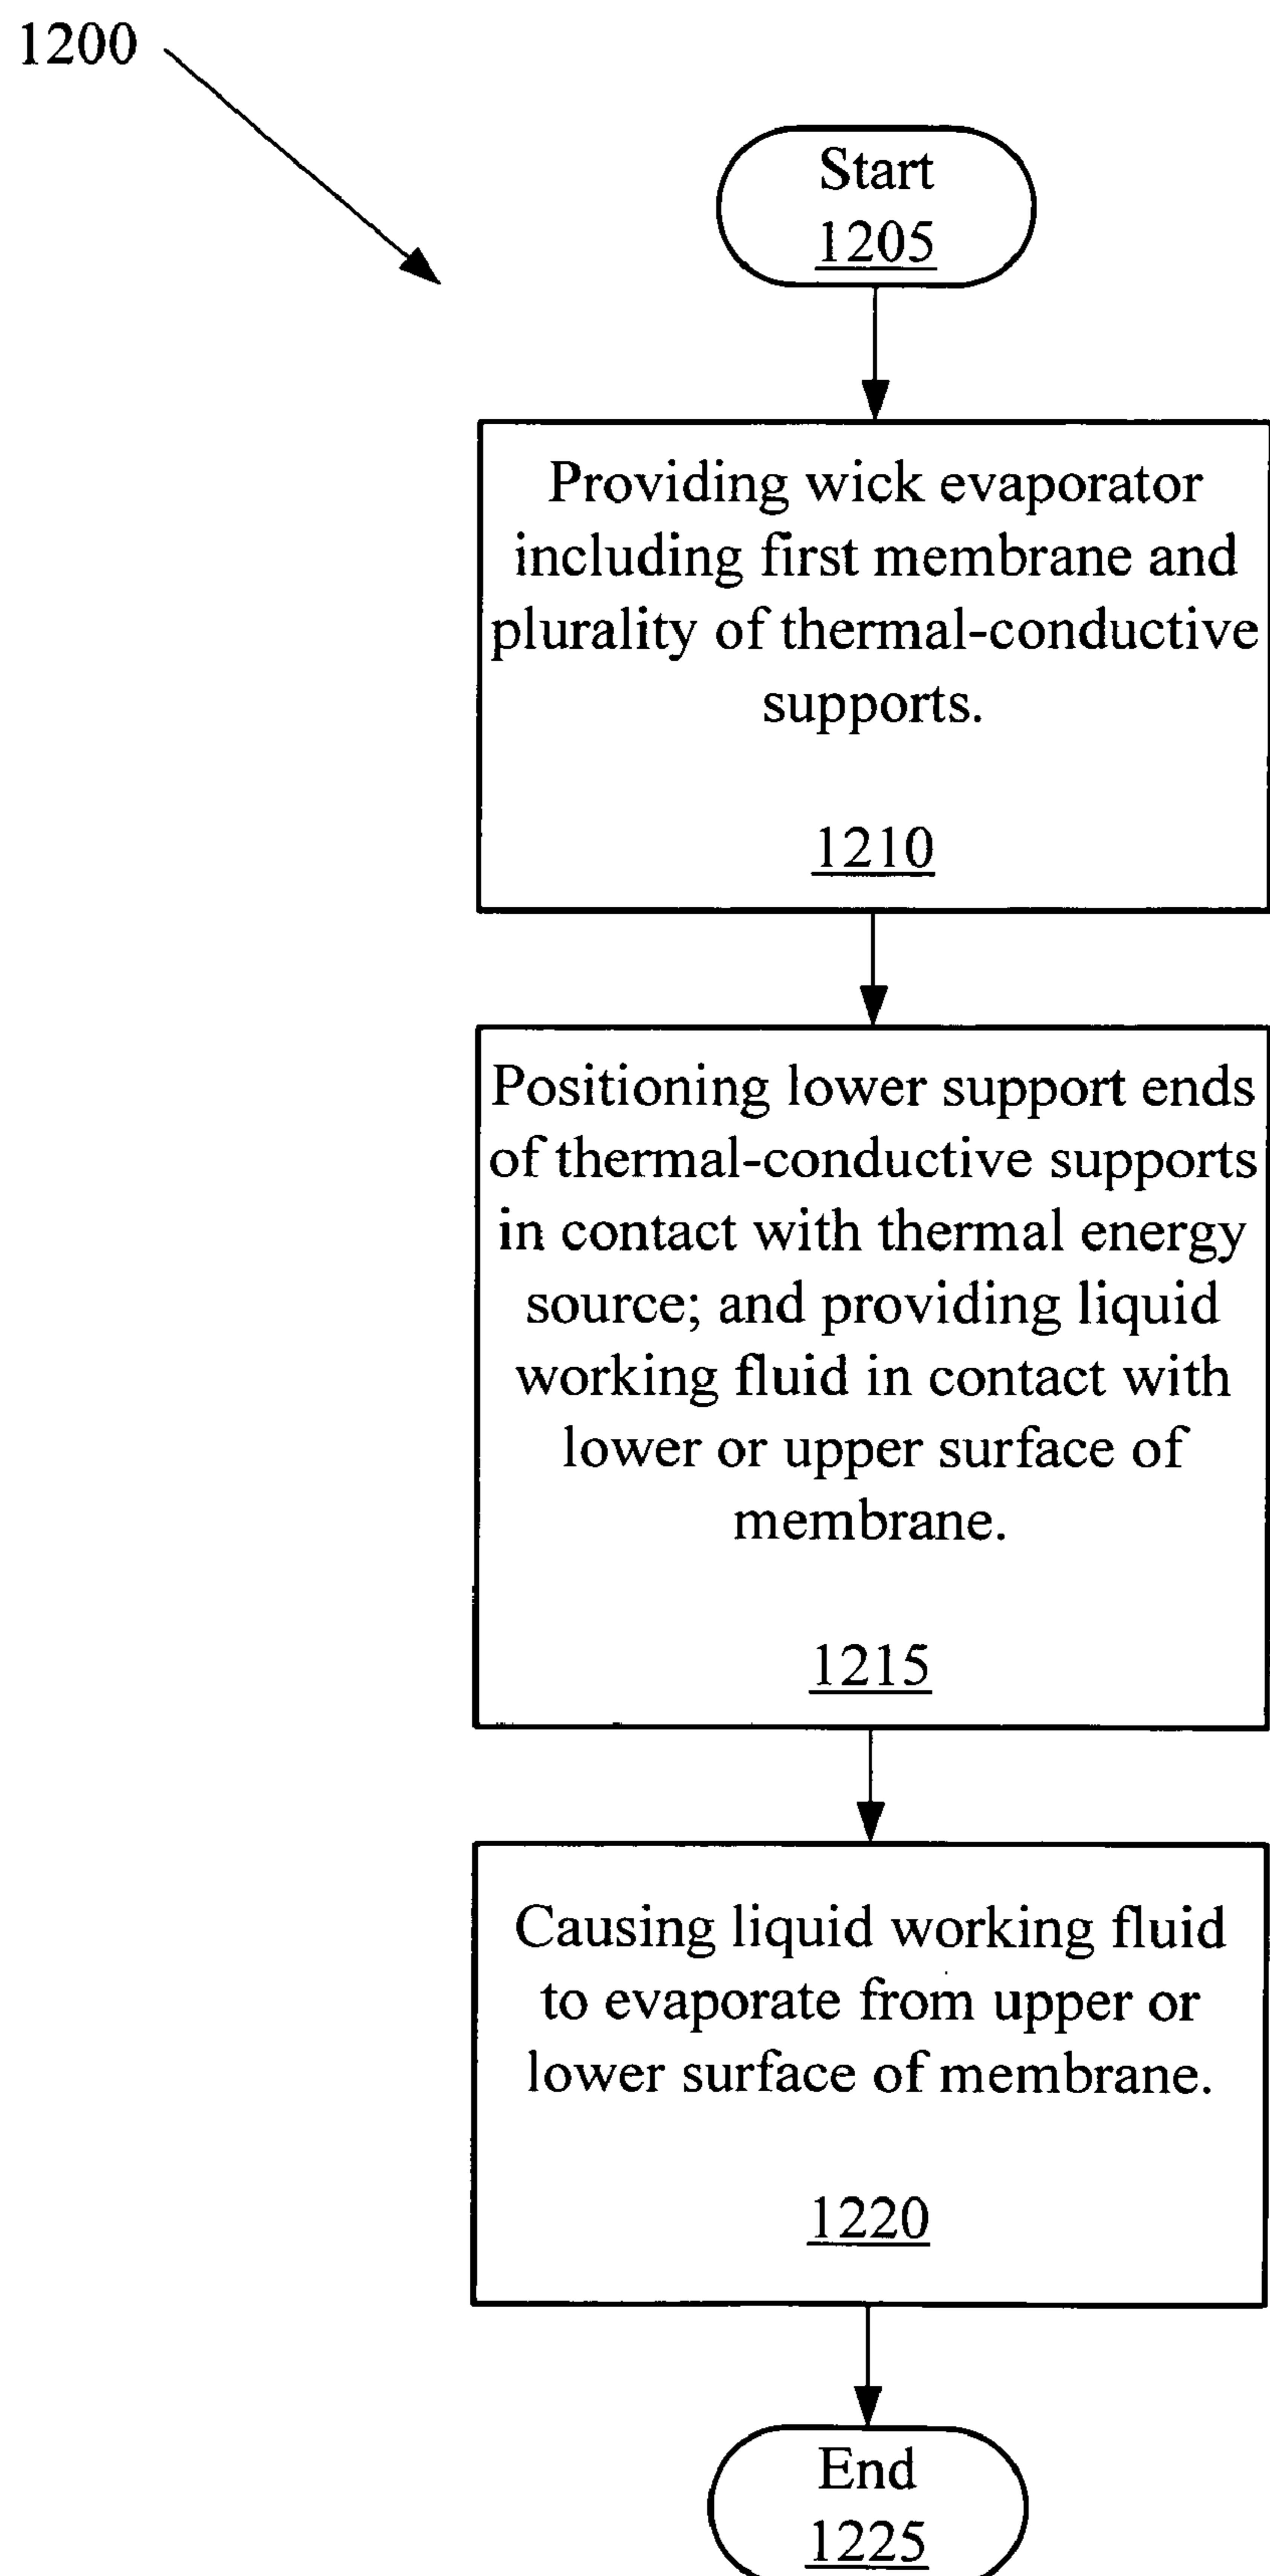 1200
Start
1205
Providing wick evaporator
including first membrane and
plurality of thermal-conductive
supports.
1210
Positioning lower support ends
of thermal-conductive supports
in contact with thermal energy
source; and providing liquid
working fluid in contact with
lower or upper surface of
membrane.
1215
Causing liquid working fluid
to evaporate from upper or
lower surface of membrane.
1220
End
1225